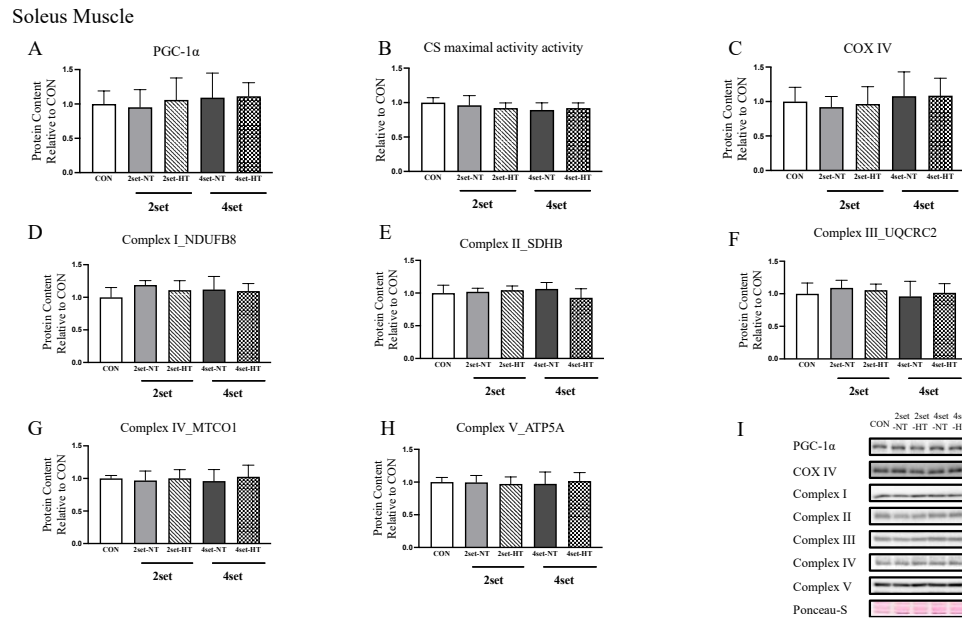 Soleus Muscle
A
PGC-1α
Protein Content
Relative to CON
1.5
1.0
0.5
1.0
CON
2set-NT
2set-HT
4set-NT
4set-HT
2set
4set
B
CS maximal activity activity
Relative to CON
1.5
1.0
0.5
1.0
CON
2set-NT
2set-HT
4set-NT
4set-HT
2set
4set
C
COX IV
Protein Content
Relative to CON
1.5
1.0
0.5
1.0
CON
2set-NT
2set-HT
4set-NT
4set-HT
2set
4set
D
Complex I_NDUFB8
Protein Content
Relative to CON
1.5
1.0
0.5
1.0
CON
2set-NT
2set-HT
4set-NT
4set-HT
2set
4set
E
Complex II_SDHB
Protein Content
Relative to CON
1.5
1.0
0.5
1.0
CON
2set-NT
2set-HT
4set-NT
4set-HT
2set
4set
F
Complex III_UQCRC2
Protein Content
Relative to CON
1.5
1.0
0.5
1.0
CON
2set-NT
2set-HT
4set-NT
4set-HT
2set
4set
G
Complex IV_MTCO1
Protein Content
Relative to CON
1.5
1.0
0.5
1.0
CON
2set-NT
2set-HT
4set-NT
4set-HT
2set
4set
H
Complex V_ATP5A
Protein Content
Relative to CON
1.5
1.0
0.5
1.0
CON
2set-NT
2set-HT
4set-NT
4set-HT
2set
4set
I
CON 2set 2set 4set 4s
-NT -HT -NT -H
PGC-1α
COX IV
Complex I
Complex II
Complex III
Complex IV
Complex V
Ponceau-S